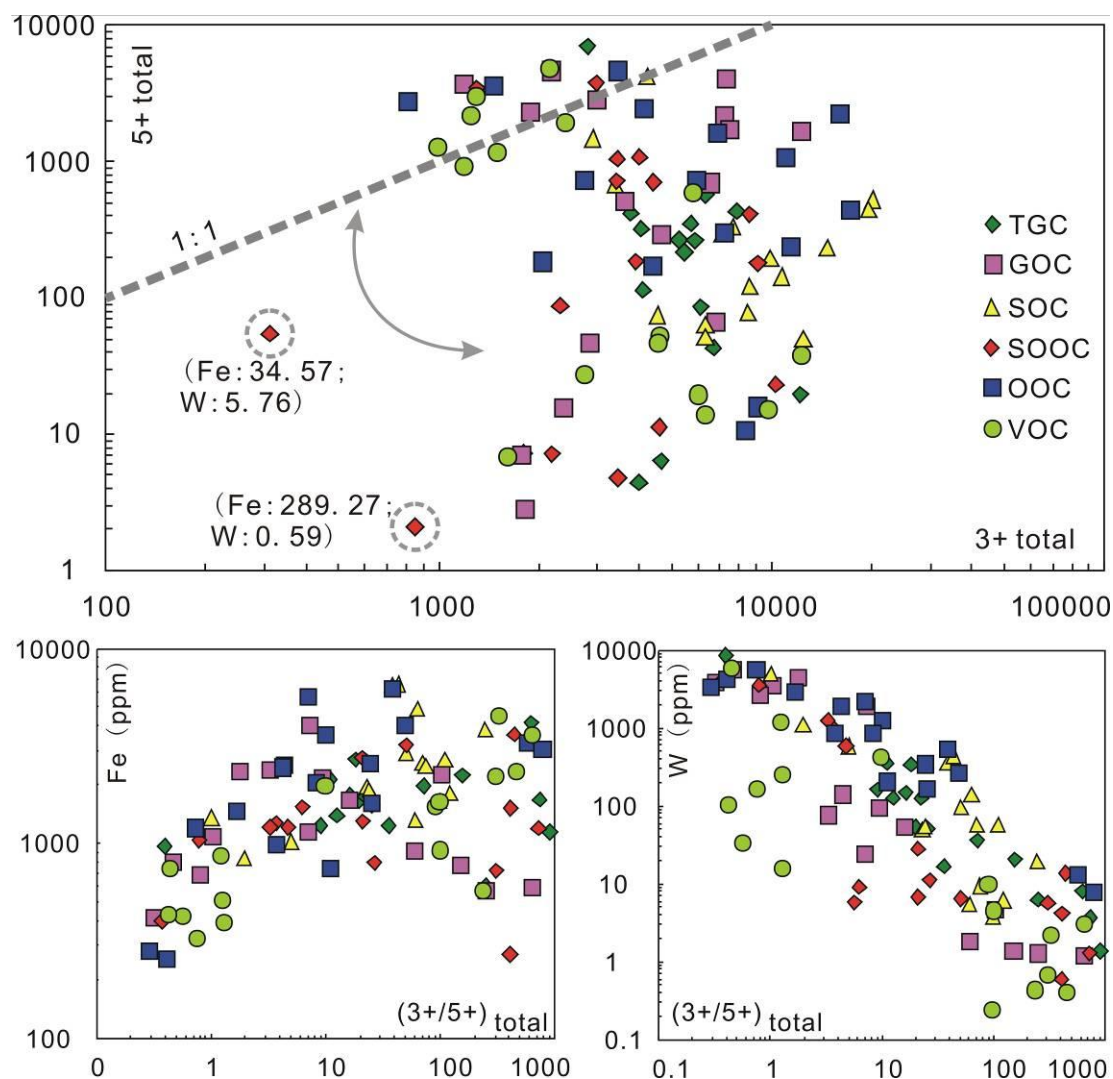 10000
5+ total
1000
1:1
100
(Fe:34.57;
W:5.76)
10
(Fe:289.27;
W:0.59)
1
3+ total
TGC
GOC
SOC
SOOC
OOC
VOC
100
1000
10000
100000
10000
Fe (ppm)
1000
100
(3+/5+) total
0
1
10
100
1000
10000
W (ppm)
1000
100
10
1
0.1
(3+/5+) total
0.1
1
10
100
1000